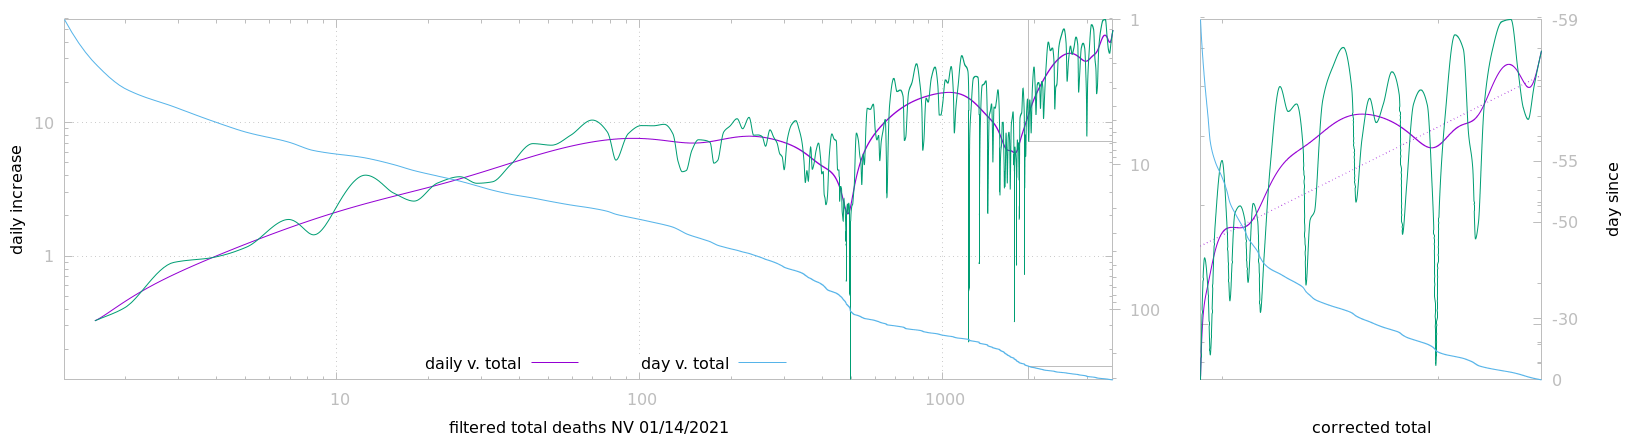 daily increase
10
1
daily v. total
day v. total
10
100
1000
1
10
100
filtered total deaths NV 01/14/2021
-59
-55
-50
-30
0
day since
corrected total